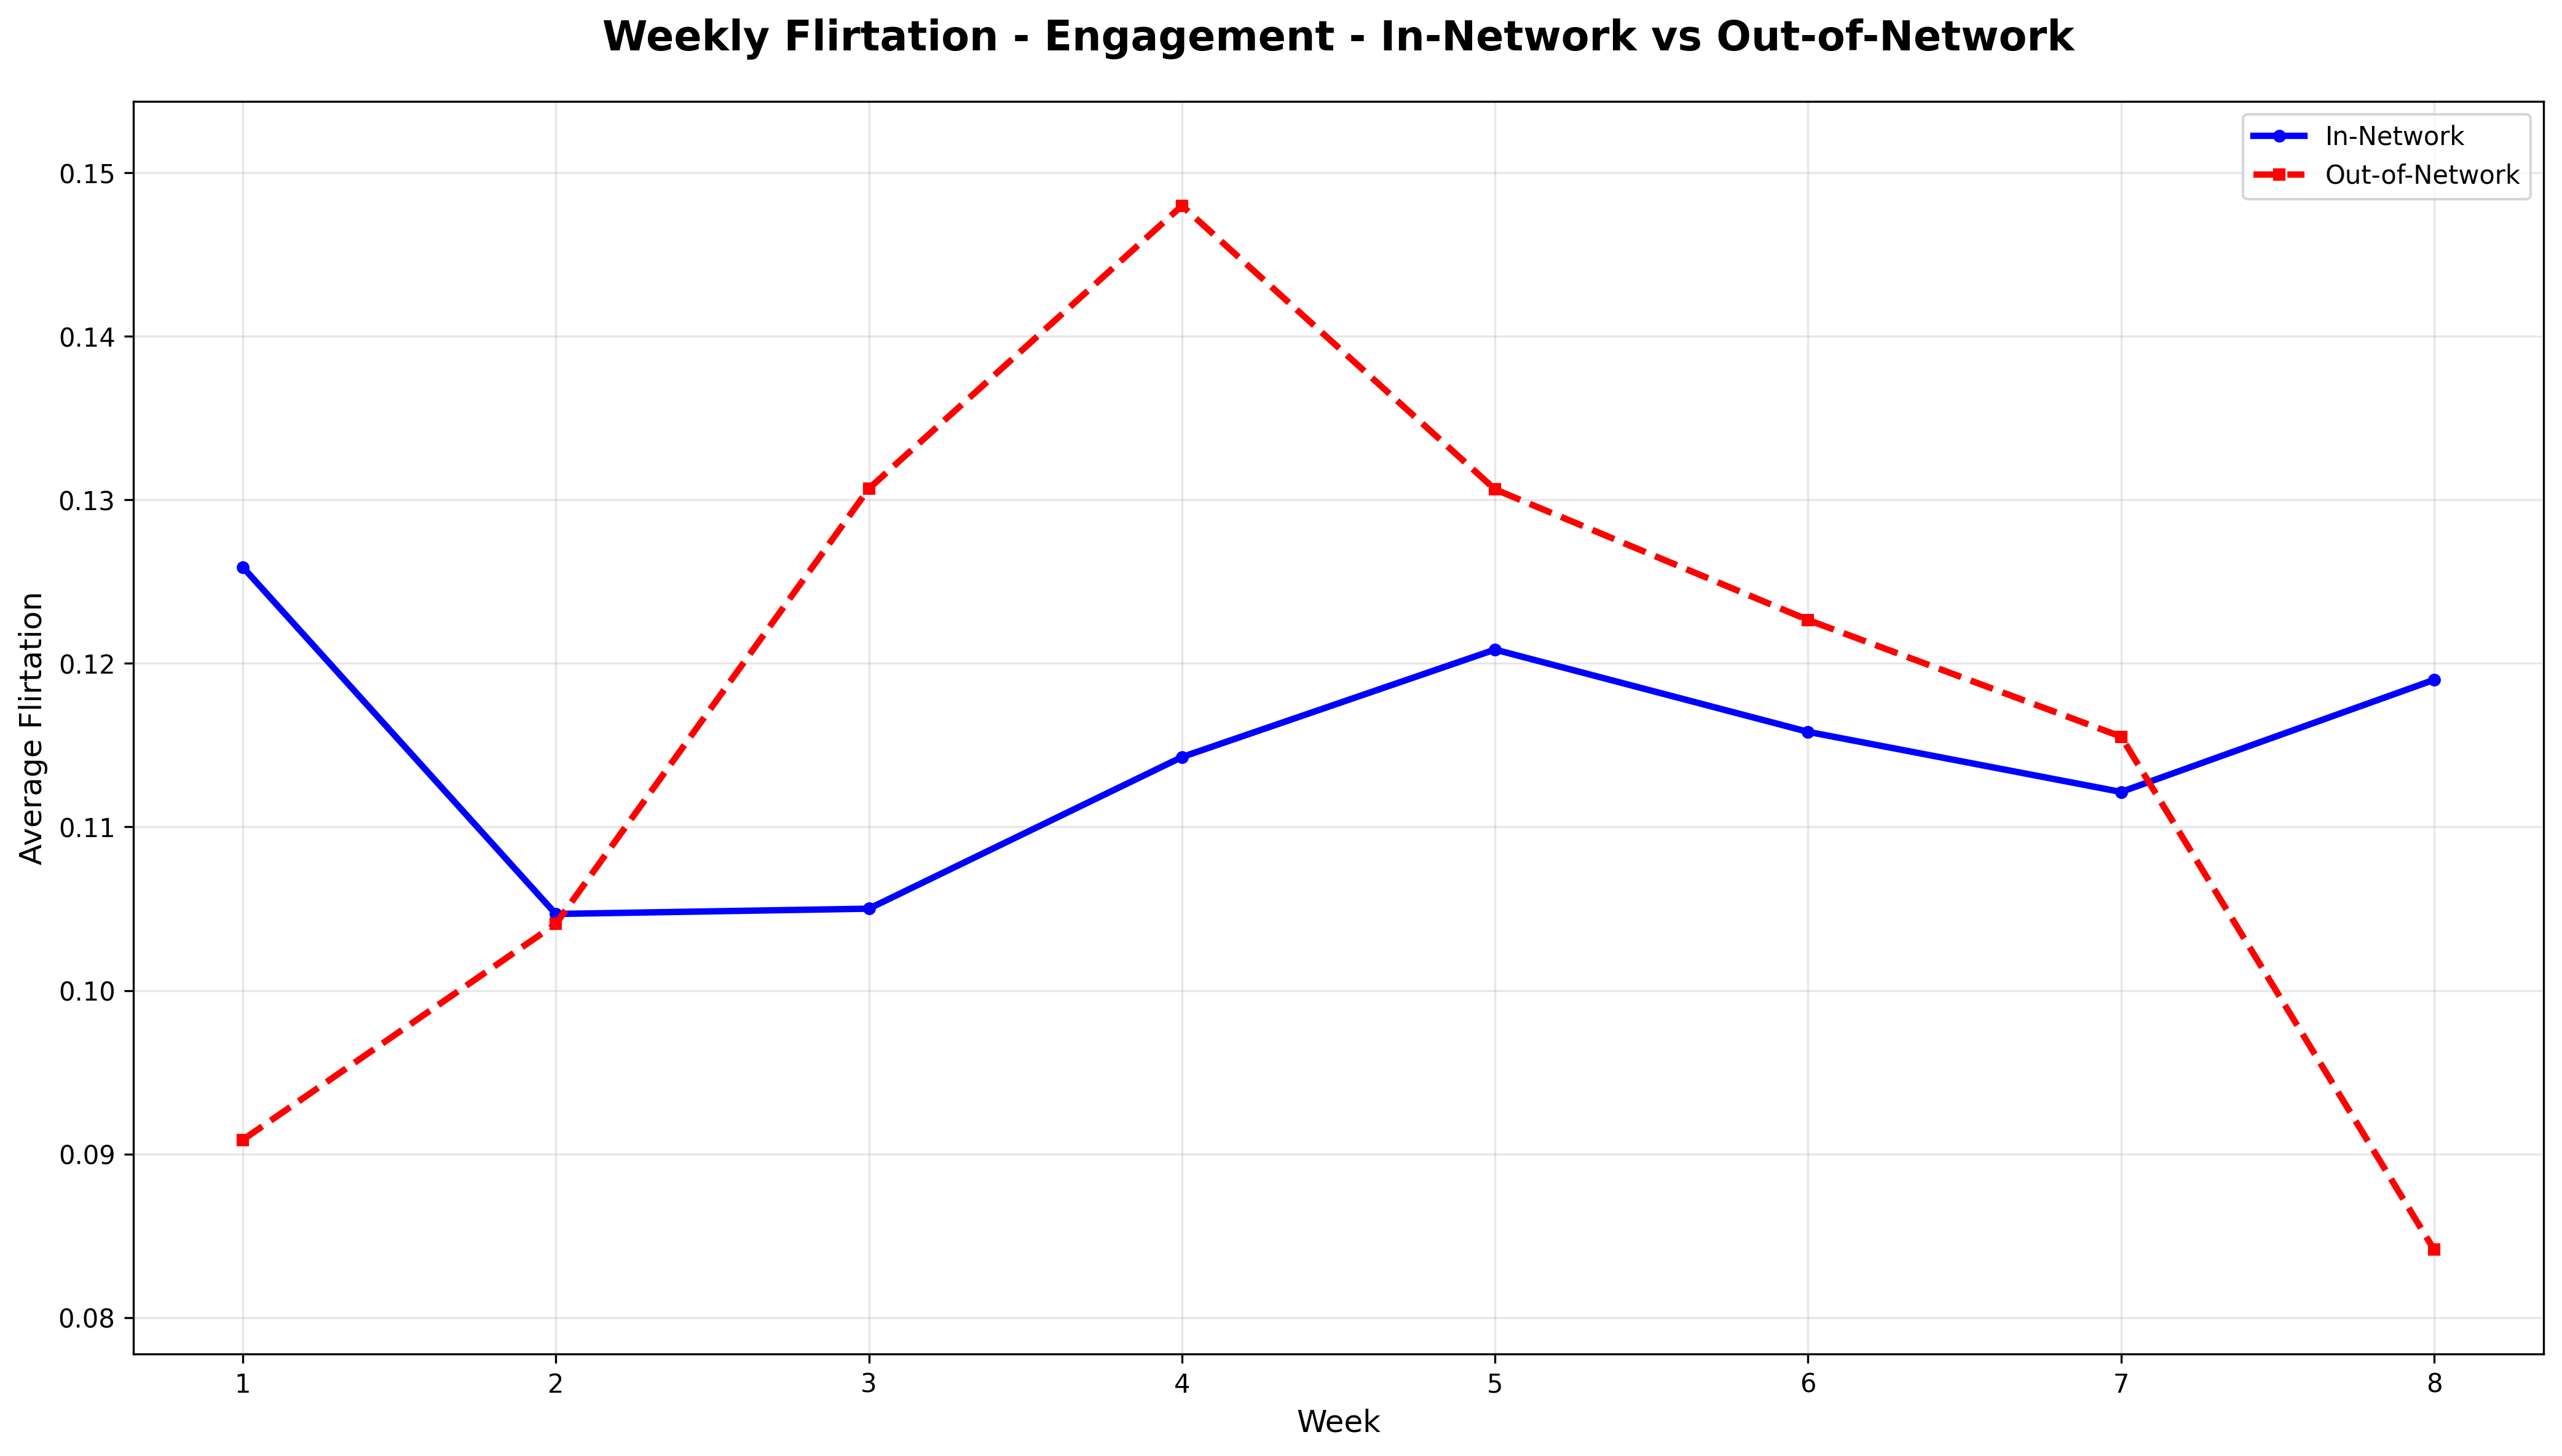 Weekly Flirtation - Engagement - In-Network vs Out-of-Network
In-Network
Out-of-Network
Average Flirtation
0.15
0.14
0.13
0.12
0.11
0.10
0.09
0.08
1 2 3 4 5 6 7 8
Week